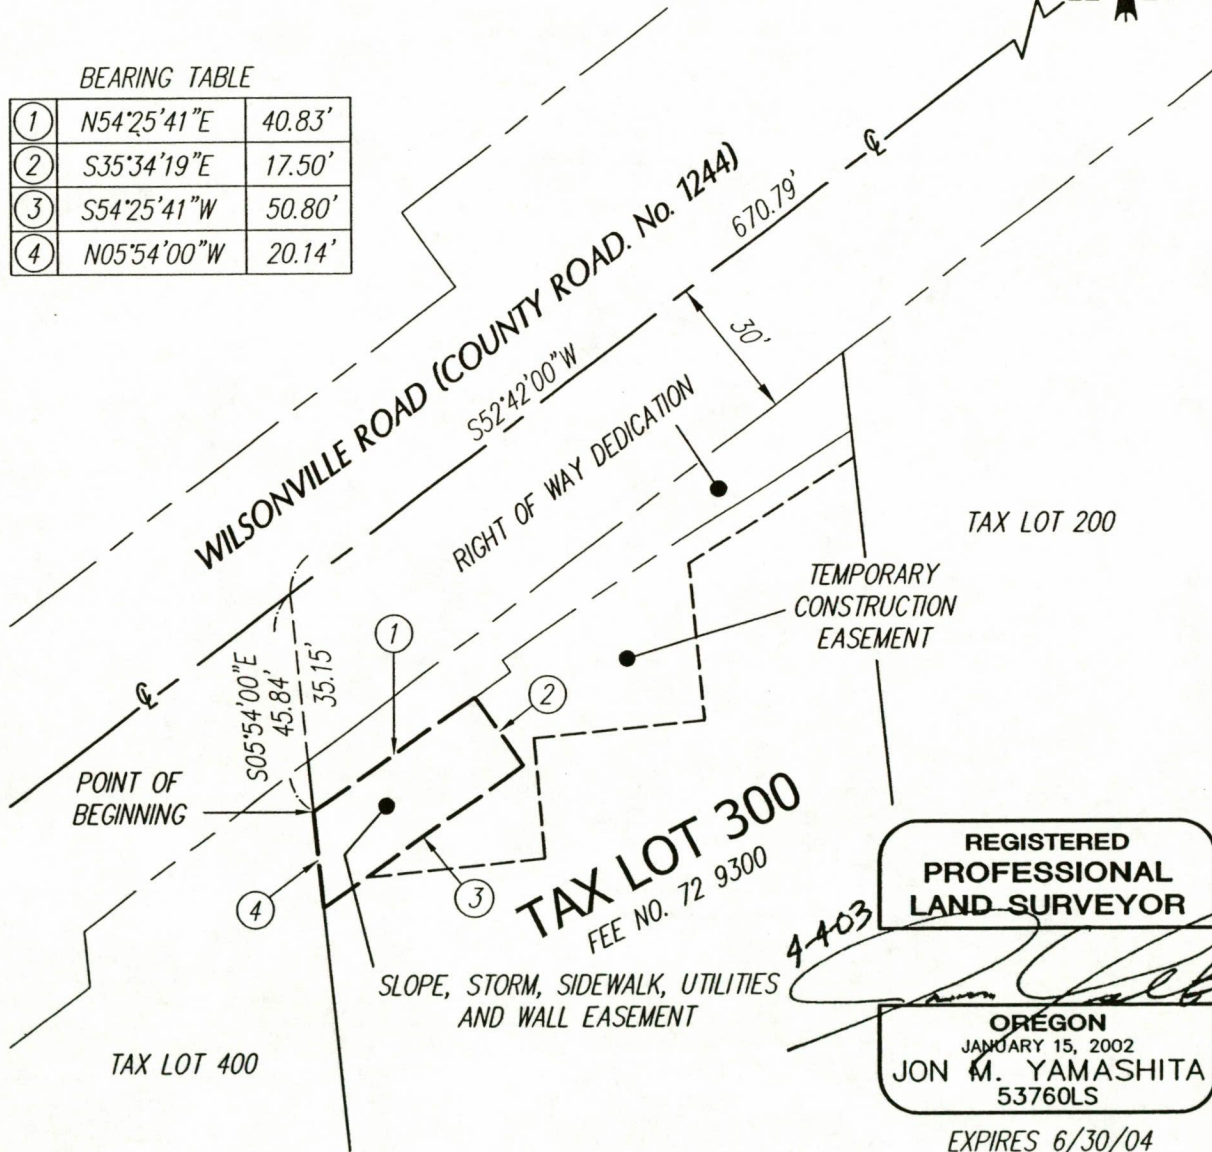 BEARING TABLE
1 N54°25'41"E 40.83'
2 S35°34'19"E 17.50'
3 S54°25'41"W 50.80'
4 N05°54'00"W 20.14'
WILSONVILLE ROAD (COUNTY ROAD. No. 1244)
670.79'
℄
30'
S52°42'00"W
RIGHT OF WAY DEDICATION
TAX LOT 200
TEMPORARY
CONSTRUCTION
EASEMENT
1
2
S05°54'00"E
45.84'
35.15'
℄
POINT OF
BEGINNING
TAX LOT 300
FEE NO. 72 9300
3
4
SLOPE, STORM, SIDEWALK, UTILITIES
AND WALL EASEMENT
TAX LOT 400
REGISTERED
PROFESSIONAL
LAND SURVEYOR
4-4-03
OREGON
JANUARY 15, 2002
JON M. YAMASHITA
53760LS
EXPIRES 6/30/04